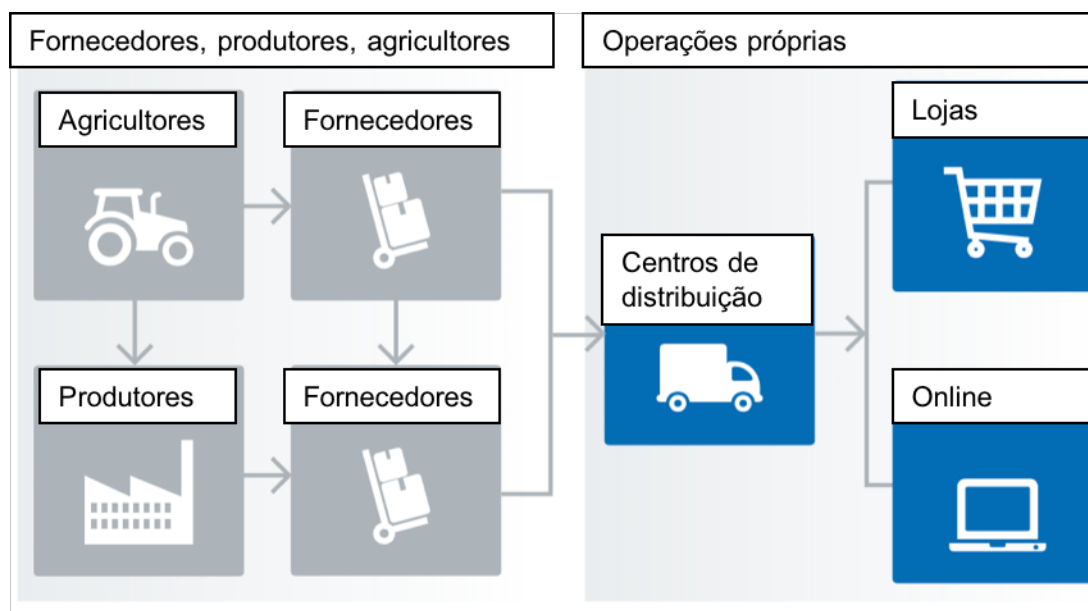 Fornecedores, produtores, agricultores
Operações próprias
Agricultores
Fornecedores
Lojas
Centros de
distribuição
Produtores
Fornecedores
Online